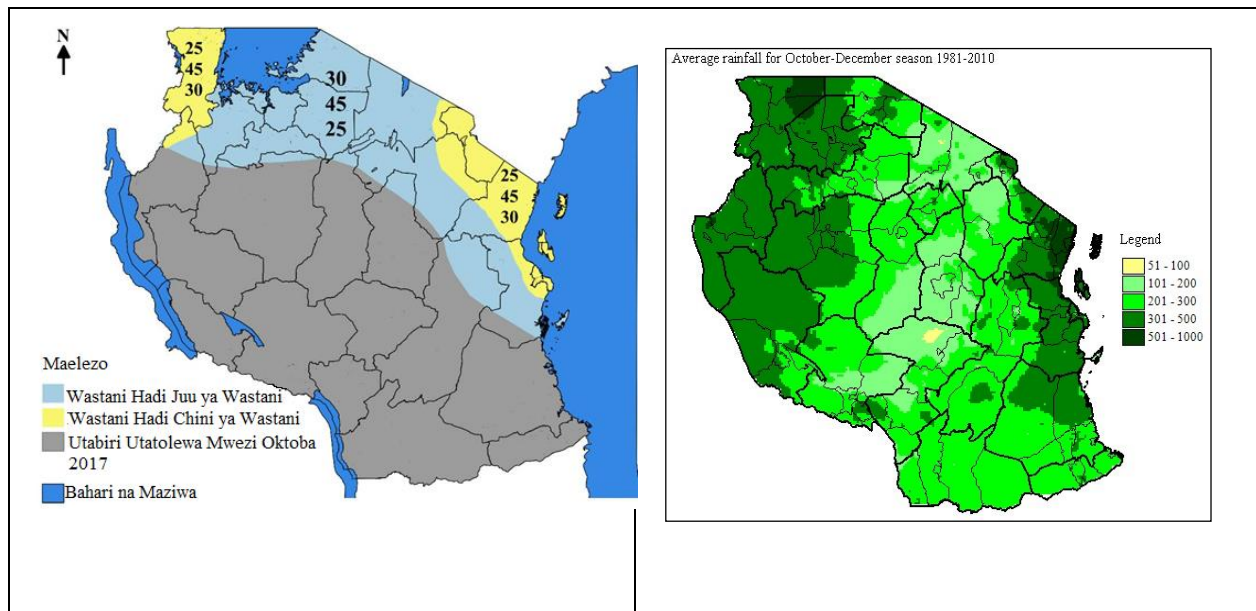 N
25
45
30
30
45
25
25
45
30
Maelezo
Wastani Hadi Juu ya Wastani
Wastani Hadi Chini ya Wastani
Utabiri Utatolewa Mwezi Oktoba
2017
Bahari na Maziwa
Average rainfall for October-December season 1981-2010
Legend
51 - 100
101 - 200
201 - 300
301 - 500
501 - 1000